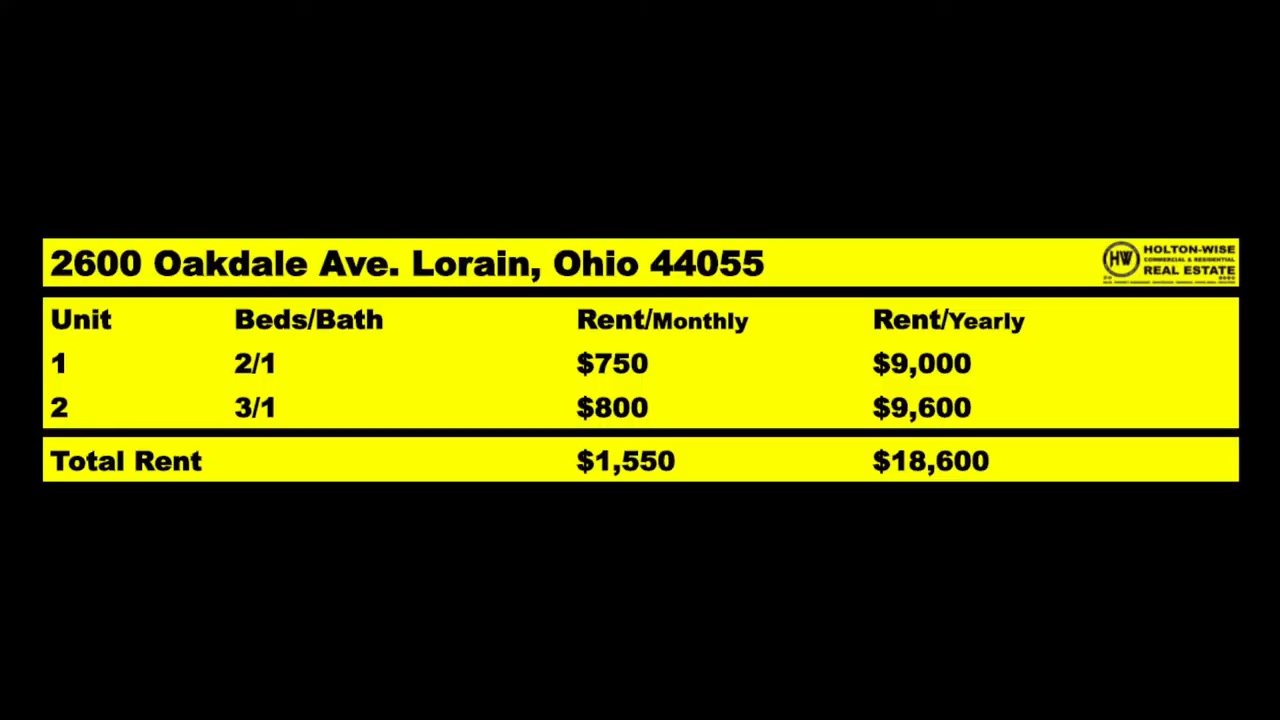 2600 Oakdale Ave. Lorain, Ohio 44055
HW
HOLTON-WISE
COMMERCIAL & RESIDENTIAL
REAL ESTATE
Unit Beds/Bath Rent/Monthly Rent/Yearly
1 2/1 $750 $9,000
2 3/1 $800 $9,600
Total Rent $1,550 $18,600